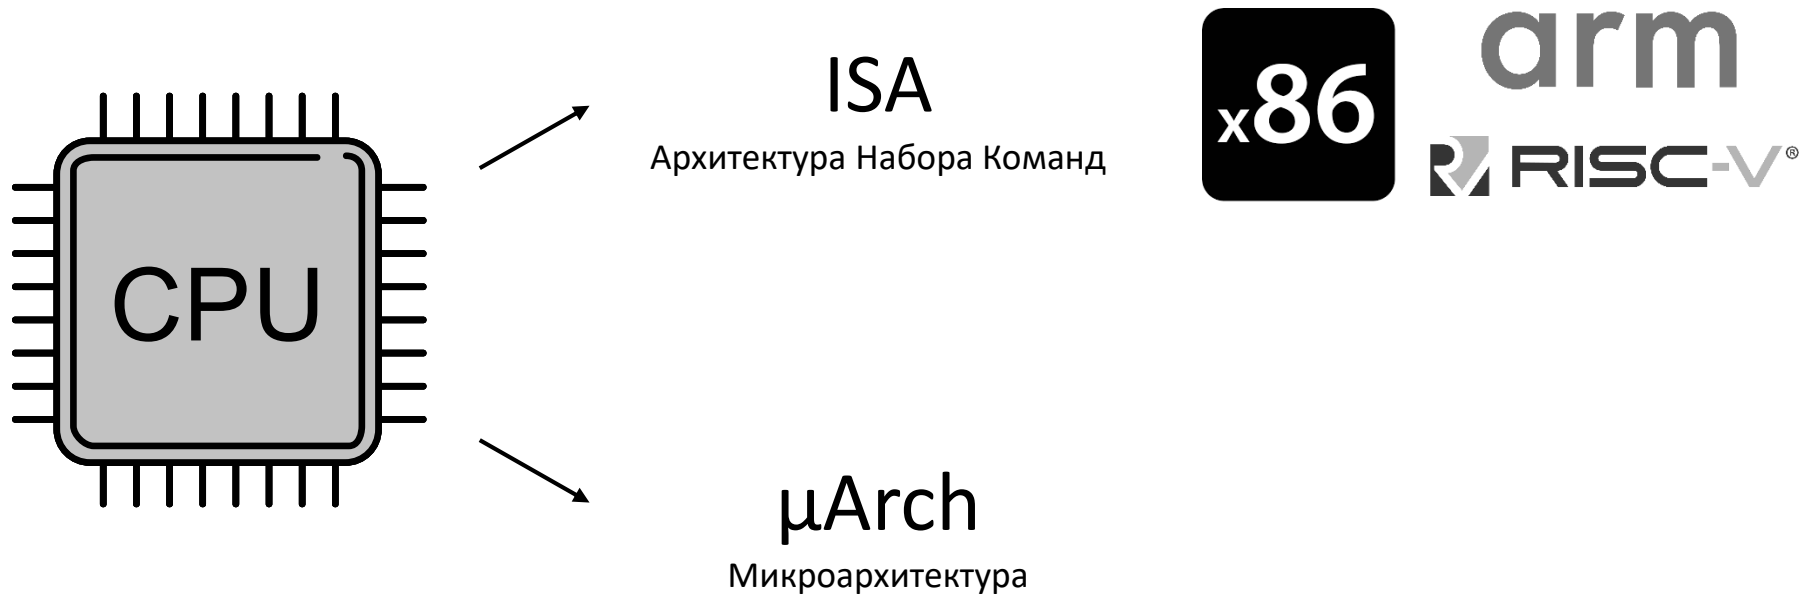 CPU
ISA
Архитектура Набора Команд
x86
arm
RISC-V®
µArch
Микроархитектура